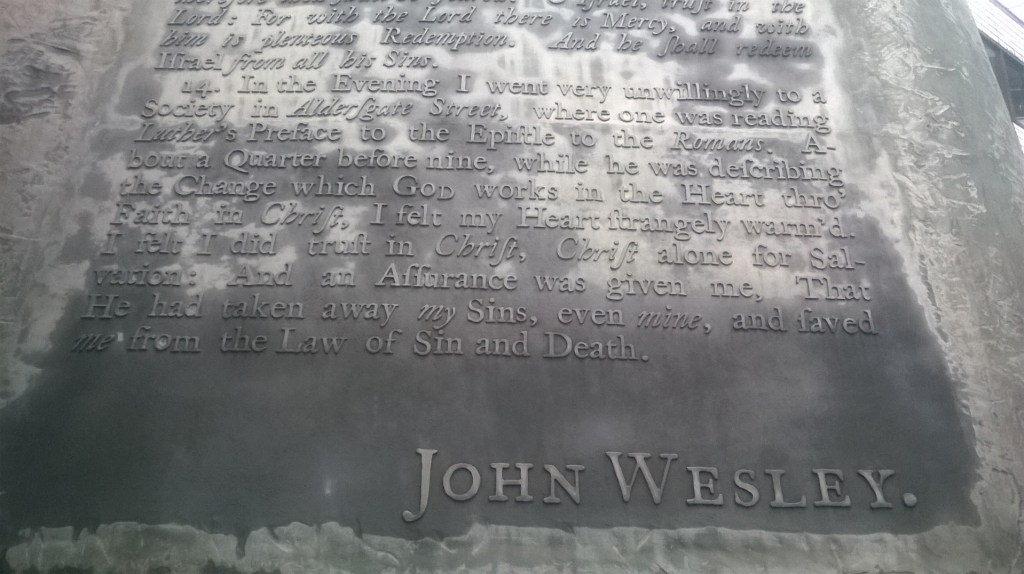 Israel, trust in the
Lord: For with the Lord there is Mercy, and with
him is plenteous Redemption. And he ſhall redeem
Iſrael from all his Sins.
14. In the Evening I went very unwillingly to a
Society in Alderſgate Street, where one was reading
Luther's Preface to the Epiſtle to the Romans. A-
bout a Quarter before nine, while he was deſcribing
the Change which GOD works in the Heart thro'
Faith in Chriſt, I felt my Heart ſtrangely warm'd.
I felt I did truſt in Chriſt, Chriſt alone for Sal-
vation: And an Aſſurance was given me, That
He had taken away my Sins, even mine, and ſaved
me from the Law of Sin and Death.
JOHN WESLEY.